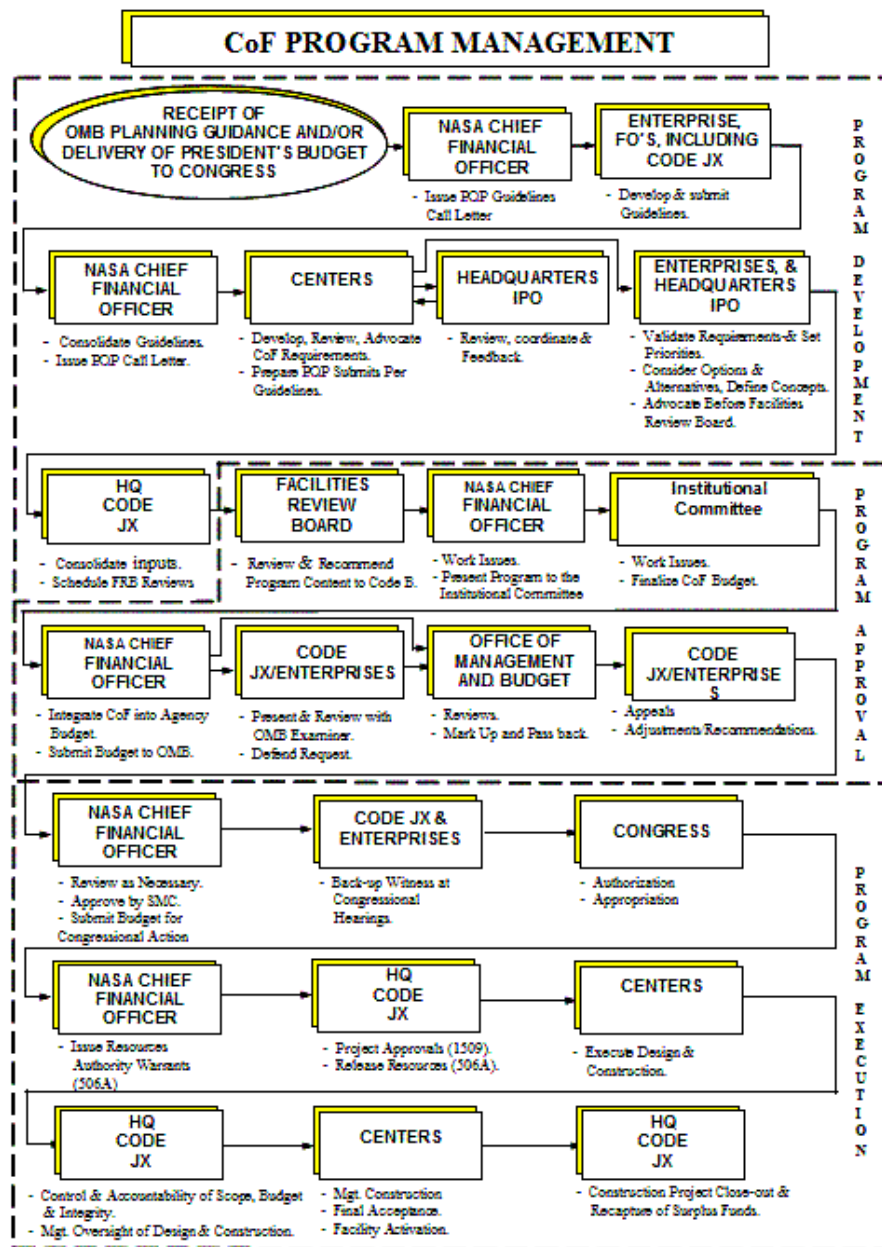 CoF PROGRAM MANAGEMENT
RECEIPT OF
OMB PLANNING GUIDANCE AND/OR
DELIVERY OF PRESIDENT'S BUDGET
TO CONGRESS
NASA CHIEF
FINANCIAL
OFFICER
- Issue POP Guidelines
Call Letter
ENTERPRISE,
FO'S, INCLUDING
CODE JX
- Develop & submit
Guidelines.
PROGRAM DEVELOPMENT
NASA CHIEF
FINANCIAL
OFFICER
- Consolidate Guidelines.
- Issue POP Call Letter.
CENTERS
- Develop, Review, Advocate
CoF Requirements.
- Prepare POP Submits Per
Guidelines.
HEADQUARTERS
IPO
- Review, coordinate &
Feedback.
ENTERPRISES, &
HEADQUARTERS
IPO
- Validate Requirements-& Set
Priorities.
- Consider Options &
Alternatives, Define Concepts.
- Advocate Before Facilities
Review Board.
HQ
CODE
JX
- Consolidate inputs.
- Schedule FRB Reviews
FACILITIES
REVIEW
BOARD
- Review & Recommend
Program Content to Code B.
NASA CHIEF
FINANCIAL
OFFICER
- Work Issues.
- Present Program to the
Institutional Committee
Institutional
Committee
- Work Issues.
- Finalize CoF Budget.
PROGRAM APPROVAL
NASA CHIEF
FINANCIAL
OFFICER
- Integrate CoF into Agency
Budget.
- Submit Budget to OMB.
CODE
JX/ENTERPRISES
- Present & Review with
OMB Examiner.
- Defend Request.
OFFICE OF
MANAGEMENT
AND. BUDGET
- Reviews.
- Mark Up and Pass back.
CODE
JX/ENTERPRISE
S
- Appeals
- Adjustments/Recommendations.
NASA CHIEF
FINANCIAL
OFFICER
- Review as Necessary.
- Approve by SMC.
- Submit Budget for
Congressional Action
CODE JX &
ENTERPRISES
- Back-up Witness at
Congressional
Hearings.
CONGRESS
- Authorization
- Appropriation
PROGRAM EXECUTION
NASA CHIEF
FINANCIAL
OFFICER
- Issue Resources
Authority Warrants
(506A)
HQ
CODE
JX
- Project Approvals (1509).
- Release Resources (506A).
CENTERS
- Execute Design &
Construction.
HQ
CODE
JX
- Control & Accountability of Scope, Budget
& Integrity.
- Mgt. Oversight of Design & Construction.
CENTERS
- Mgt. Construction
- Final Acceptance.
- Facility Activation.
HQ
CODE
JX
- Construction Project Close-out &
Recapture of Surplus Funds.